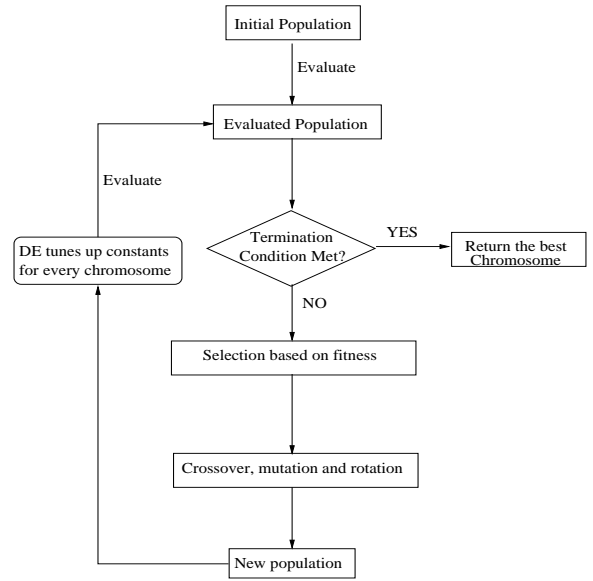 Initial Population
Evaluate
Evaluated Population
Evaluate
Termination
Condition Met?
YES
Return the best
Chromosome
DE tunes up constants
for every chromosome
NO
Selection based on fitness
Crossover, mutation and rotation
New population